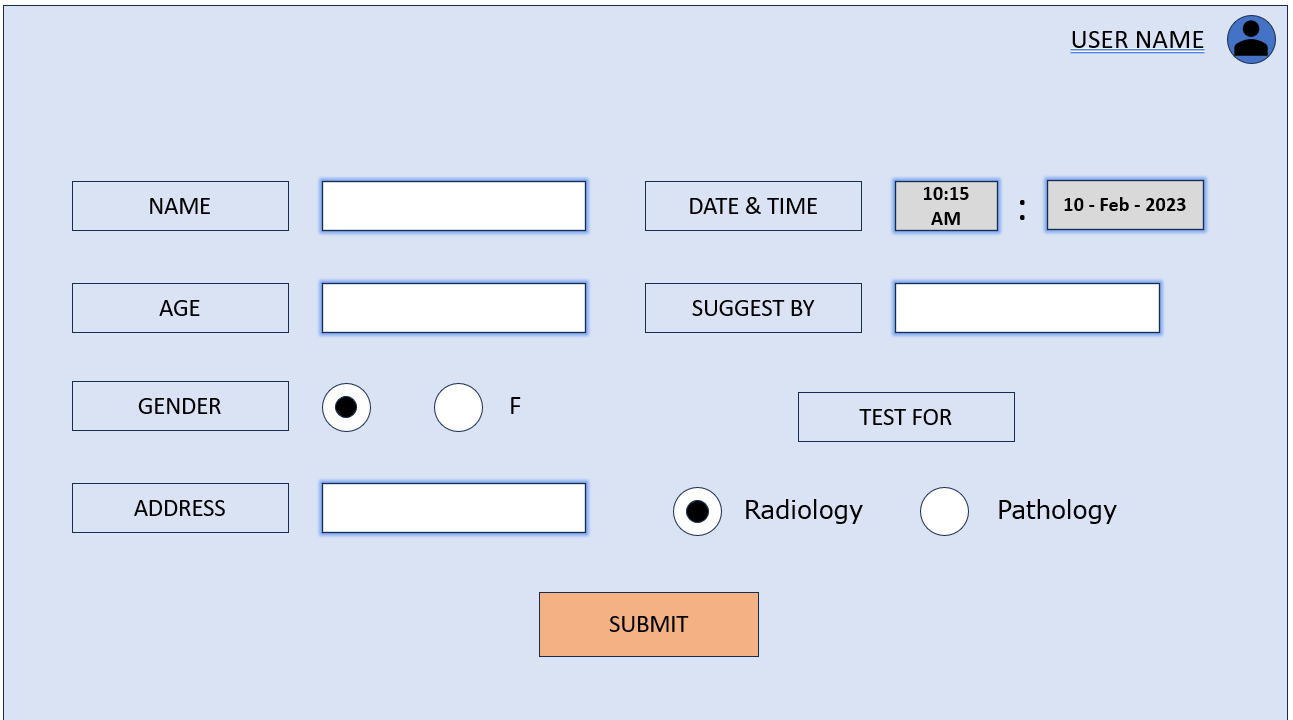 USER NAME
NAME
DATE & TIME
10:15
AM
:
10 - Feb - 2023
AGE
SUGGEST BY
GENDER
F
TEST FOR
ADDRESS
Radiology
Pathology
SUBMIT